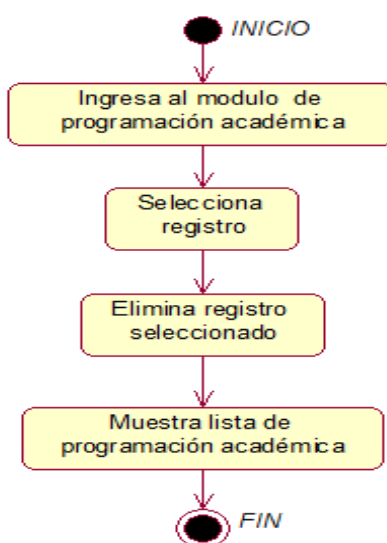 INICIO
Ingresa al modulo de
programación académica
Selecciona
registro
Elimina registro
seleccionado
Muestra lista de
programación académica
FIN